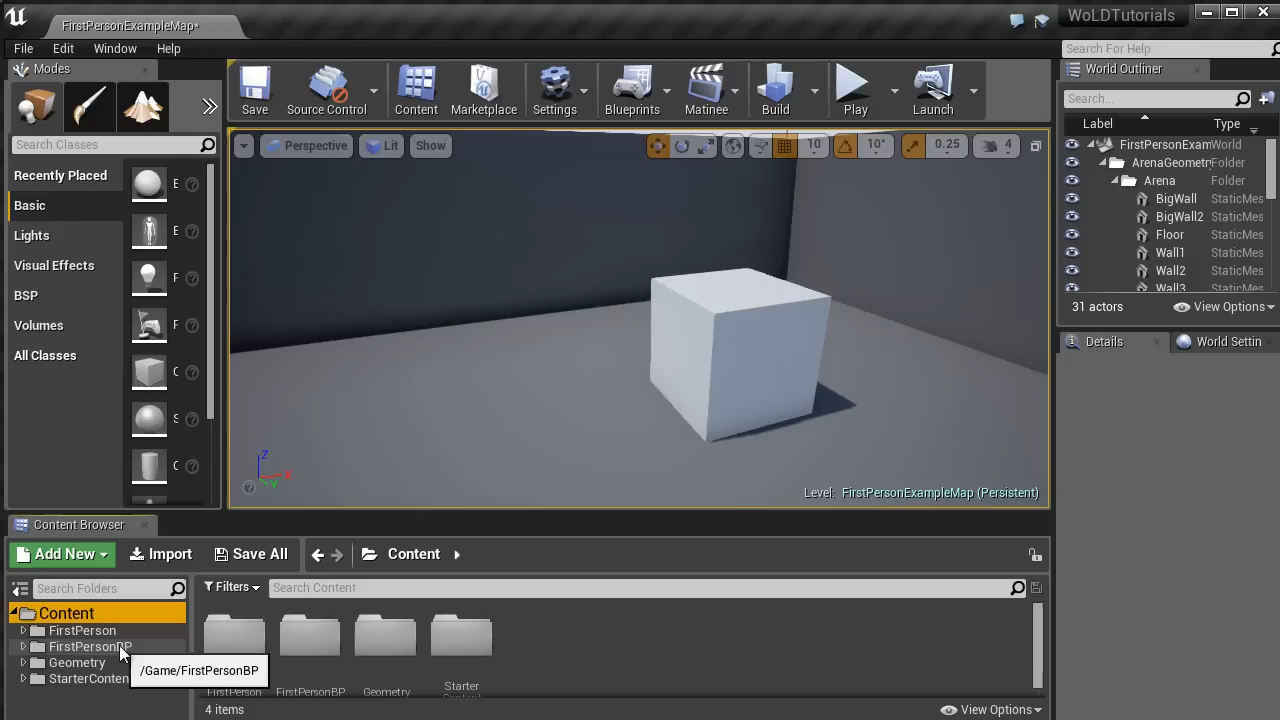 FirstPersonExampleMap*
WoLDTutorials
File Edit Window Help
Search For Help
Modes
Save
Source Control
Content
Marketplace
Settings
Blueprints
Matinee
Build
Play
Launch
World Outliner
Search...
Label Type
Search Classes
Recently Placed
Basic
Lights
Visual Effects
BSP
Volumes
All Classes
E
E
F
F
C
S
C
Perspective
Lit
Show
10
10°
0.25
4
FirstPersonExam World
ArenaGeometr Folder
Arena Folder
BigWall StaticMes
BigWall2 StaticMes
Floor StaticMes
Wall1 StaticMes
Wall2 StaticMes
Wall3 StaticMes
31 actors
View Options
Details
World Settin
Z
X
Y
Level: FirstPersonExampleMap (Persistent)
Content Browser
Add New
Import
Save All
Content
Search Folders
Filters
Search Content
Content
FirstPerson
FirstPersonBP
Geometry
StarterConten
/Game/FirstPersonBP
FirstPerson
FirstPersonBP
Geometry
Starter
Content
4 items
View Options